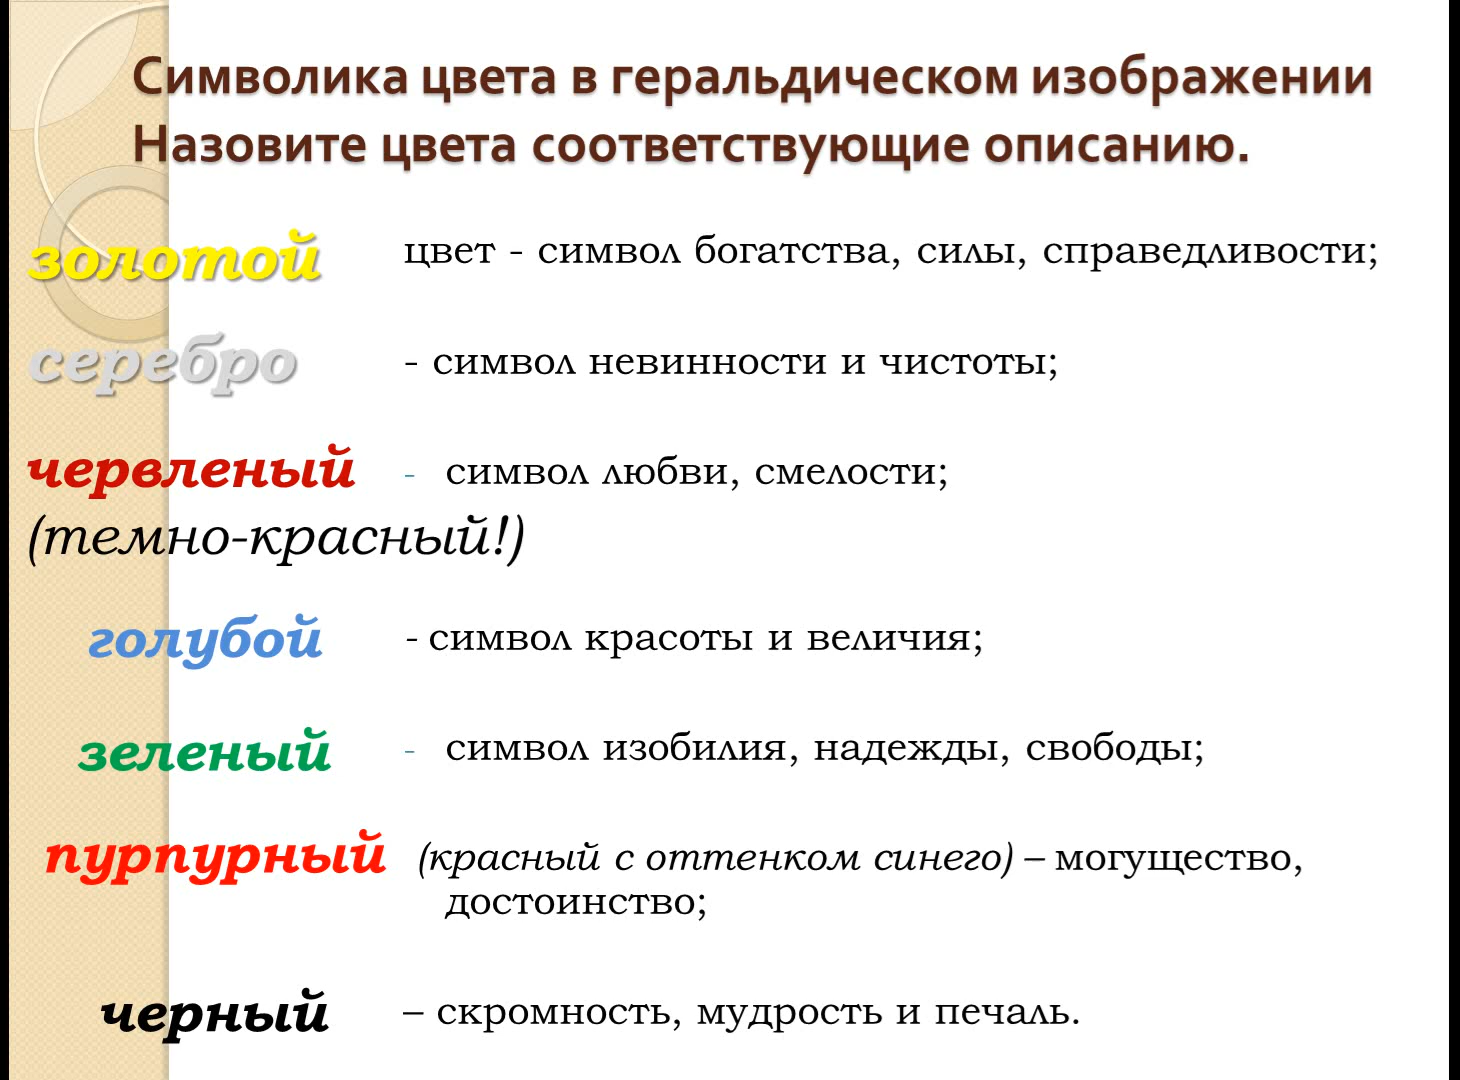 Символика цвета в геральдическом изображении
Назовите цвета соответствующие описанию.
золотой цвет - символ богатства, силы, справедливости;
серебро - символ невинности и чистоты;
червленый - символ любви, смелости;
(темно-красный!)
голубой - символ красоты и величия;
зеленый - символ изобилия, надежды, свободы;
пурпурный (красный с оттенком синего) – могущество,
достоинство;
черный – скромность, мудрость и печаль.